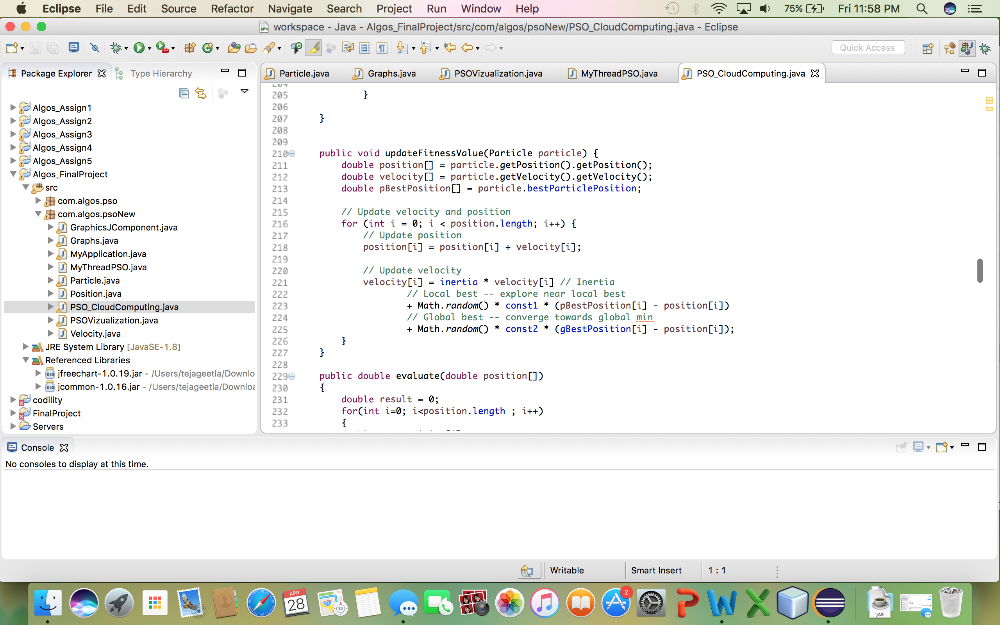 Eclipse File Edit Source Refactor Navigate Search Project Run Window Help 75% Fri 11:58 PM
workspace - Java - Algos_FinalProject/src/com/algos/psoNew/PSO_CloudComputing.java - Eclipse
Quick Access
Package Explorer Type Hierarchy
Algos_Assign1
Algos_Assign2
Algos_Assign3
Algos_Assign4
Algos_Assign5
Algos_FinalProject
src
com.algos.pso
com.algos.psoNew
GraphicsJComponent.java
Graphs.java
MyApplication.java
MyThreadPSO.java
Particle.java
Position.java
PSO_CloudComputing.java
PSOVizualization.java
Velocity.java
JRE System Library [JavaSE-1.8]
Referenced Libraries
jfreechart-1.0.19.jar - /Users/tejageetla/Downlo
jcommon-1.0.16.jar - /Users/tejageetla/Downloa
codility
FinalProject
Servers
Particle.java Graphs.java PSOVizualization.java MyThreadPSO.java PSO_CloudComputing.java
204
205 }
206
207 }
208
209
210 public void updateFitnessValue(Particle particle) {
211 double position[] = particle.getPosition().getPosition();
212 double velocity[] = particle.getVelocity().getVelocity();
213 double pBestPosition[] = particle.bestParticlePosition;
214
215 // Update velocity and position
216 for (int i = 0; i < position.length; i++) {
217 // Update position
218 position[i] = position[i] + velocity[i];
219
220 // Update velocity
221 velocity[i] = inertia * velocity[i] // Inertia
222 // Local best -- explore near local best
223 + Math.random() * const1 * (pBestPosition[i] - position[i])
224 // Global best -- converge towards global min
225 + Math.random() * const2 * (gBestPosition[i] - position[i]);
226 }
227 }
228
229 public double evaluate(double position[])
230 {
231 double result = 0;
232 for(int i=0; i<position.length ; i++)
233 {
Console
No consoles to display at this time.
Writable Smart Insert 1 : 1
APR
28
280
3D
2
JAR